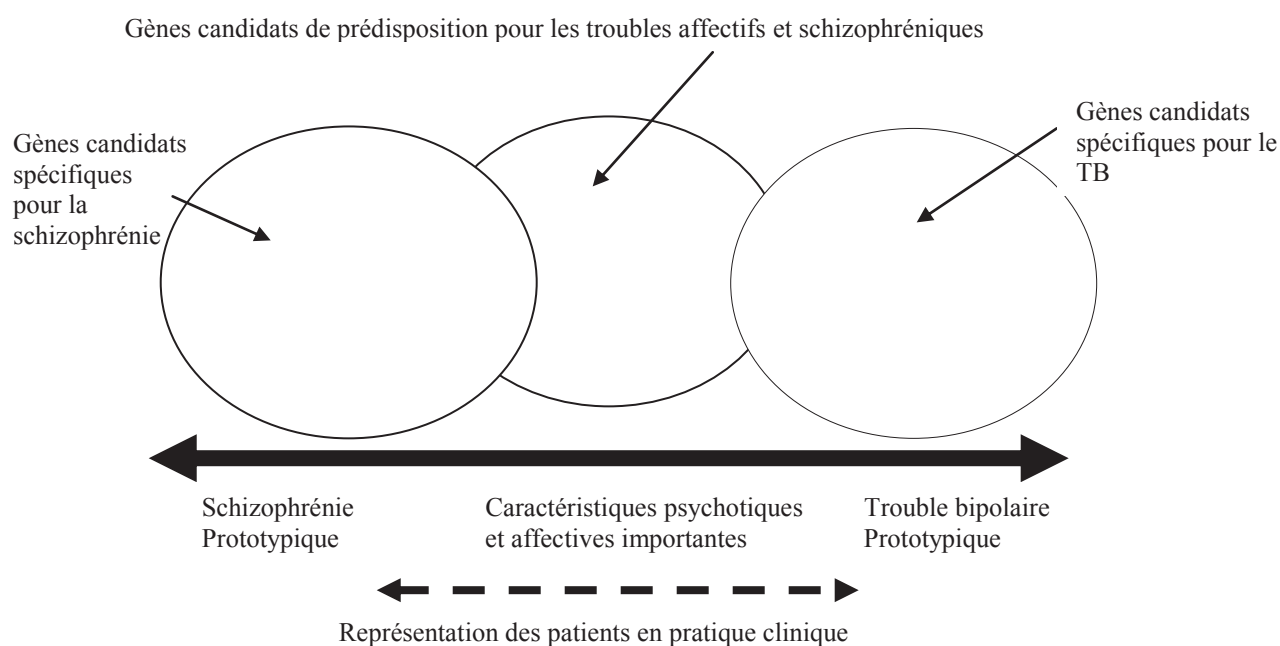 Gènes candidats de prédisposition pour les troubles affectifs et schizophréniques
Gènes candidats
spécifiques
pour la
schizophrénie
Gènes candidats
spécifiques pour le
TB
Schizophrénie
Prototypique
Caractéristiques psychotiques
et affectives importantes
Trouble bipolaire
Prototypique
Représentation des patients en pratique clinique